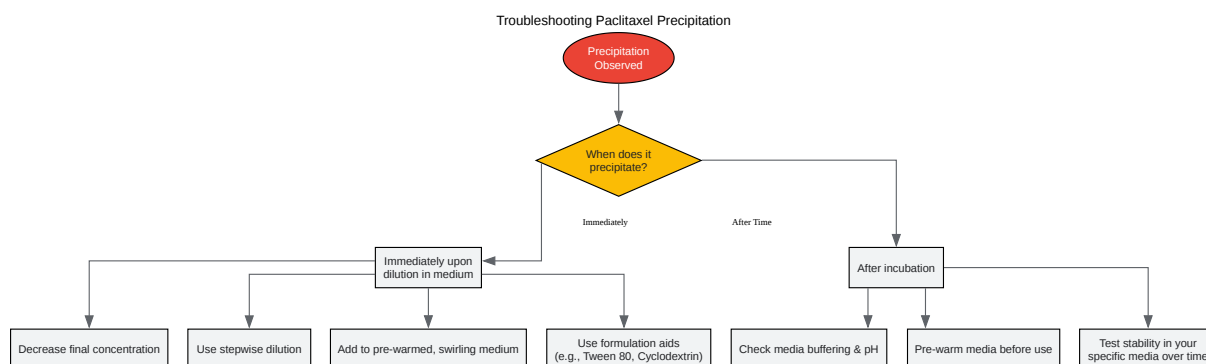 Troubleshooting Paclitaxel Precipitation
Precipitation
Observed
When does it
precipitate?
Immediately
After Time
Immediately upon
dilution in medium
After incubation
Decrease final concentration
Use stepwise dilution
Add to pre-warmed, swirling medium
Use formulation aids
(e.g., Tween 80, Cyclodextrin)
Check media buffering & pH
Pre-warm media before use
Test stability in your
specific media over time